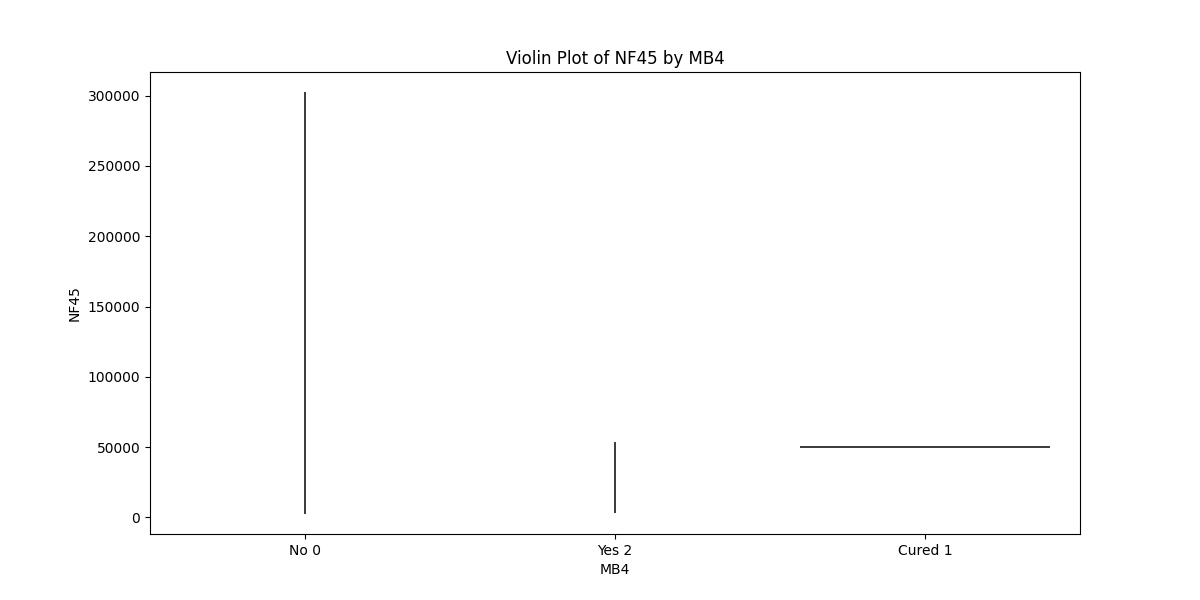 Violin Plot of NF45 by MB4
300000
250000
200000
150000
100000
50000
0
NF45
No 0
Yes 2
Cured 1
MB4